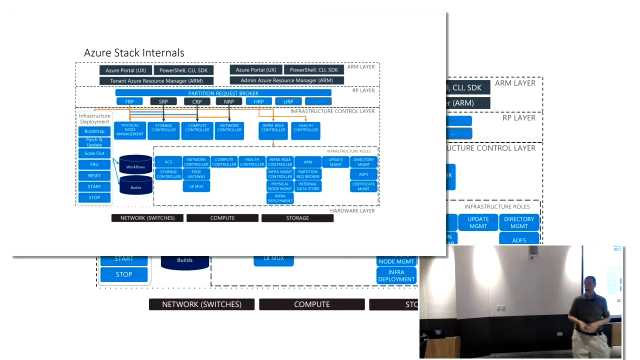 Azure Stack Internals
ARM LAYER
Azure Portal (UX)
PowerShell, CLI, SDK
Azure Portal (UX)
PowerShell, CLI, SDK
Tenant Azure Resource Manager (ARM)
Admin Azure Resource Manager (ARM)
RP LAYER
PARTITION REQUEST BROKER
FRP
SRP
CRP
NRP
HRP
URP
INFRASTRUCTURE CONTROL LAYER
Infrastructure
Deployment
Bootstrap
Patch &
Update
Scale Out
FRU
RESET
START
STOP
PHYSICAL
NODE
MANAGEMENT
STORAGE
CONTROLLER
COMPUTE
CONTROLLER
NETWORK
CONTROLLER
INFRA ROLE
CONTROLLER
HEALTH
CONTROLLER
Workflows
Builds
INFRASTRUCTURE ROLES
ACS
NETWORK
CONTROLLER
COMPUTE
CONTROLLER
HEALTH
CONTROLLER
INFRA ROLE
CONTROLLER
UPDATE
MGMT
DIRECTORY
MGMT
STORAGE
CONTROLLER
EDGE
GATEWAY
INFRA MGMT
CONTROLLER
PARTITION
REQ BROKER
ADFS
LB MUX
PHYSICAL
NODE MGMT
INTERNAL
DATA STORE
CERTIFICATE
MGMT
INFRA
DEPLOYMENT
HARDWARE LAYER
NETWORK (SWITCHES)
COMPUTE
STORAGE
, CLI, SDK
ARM LAYER
(ARM)
RP LAYER
UCTURE CONTROL LAYER
INFRASTRUCTURE ROLES
UPDATE
MGMT
DIRECTORY
MGMT
ADFS
START
STOP
Builds
LB MUX
NODE MGMT
INFRA
DEPLOYMENT
NETWORK (SWITCHES)
COMPUTE
STO